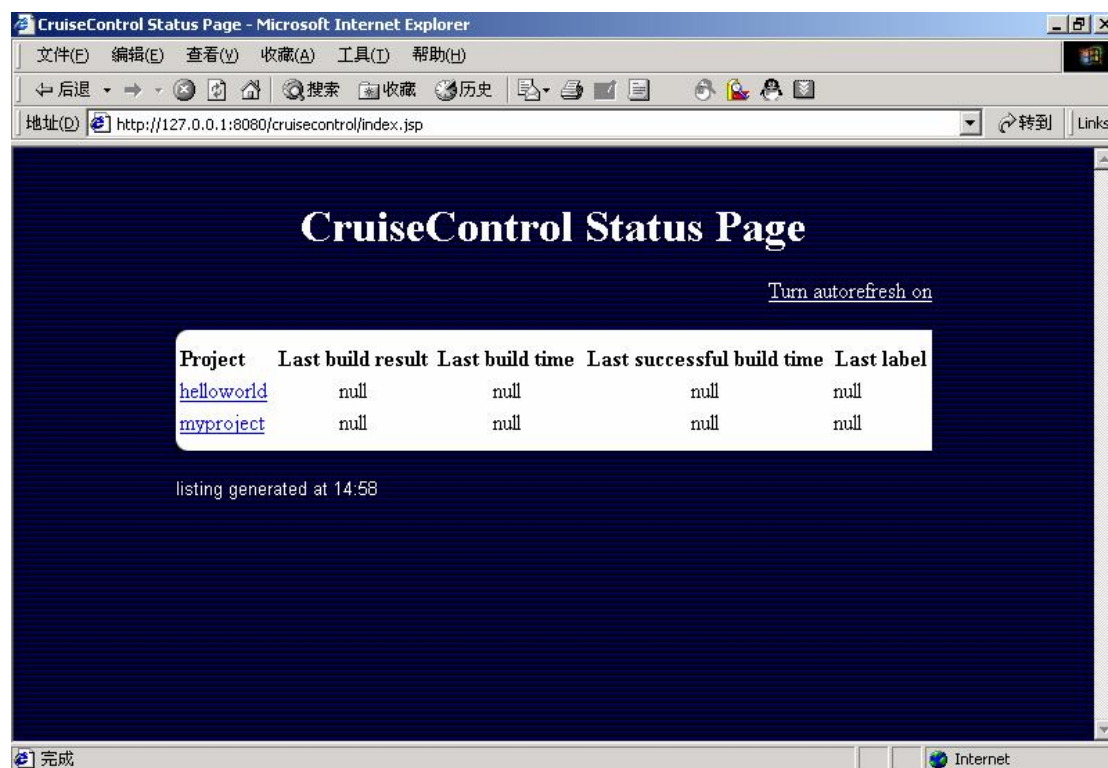 CruiseControl Status Page - Microsoft Internet Explorer
文件(F) 编辑(E) 查看(V) 收藏(A) 工具(T) 帮助(H)
后退 搜索 收藏 历史
地址(D) http://127.0.0.1:8080/cruisecontrol/index.jsp 转到 Links
CruiseControl Status Page
Turn autorefresh on
Project Last build result Last build time Last successful build time Last label
helloworld null null null null
myproject null null null null
listing generated at 14:58
完成 Internet